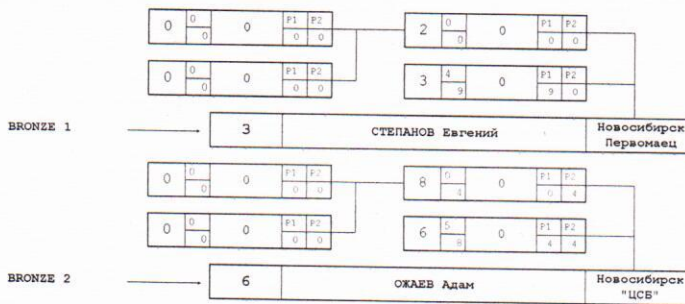 0 0 0 0 P1 P2 0 0
2 0 0 0 P1 P2 0 0
0 0 0 0 P1 P2 0 0
3 4 9 0 P1 P2 9 0
BRONZE 1 3 СТЕПАНОВ Евгений Новосибирск
Первомаец
0 0 0 0 P1 P2 0 0
8 0 4 0 P1 P2 0 4
0 0 0 0 P1 P2 0 0
6 5 8 0 P1 P2 4 4
BRONZE 2 6 ОЖАЕВ Адам Новосибирск
"ЦСБ"